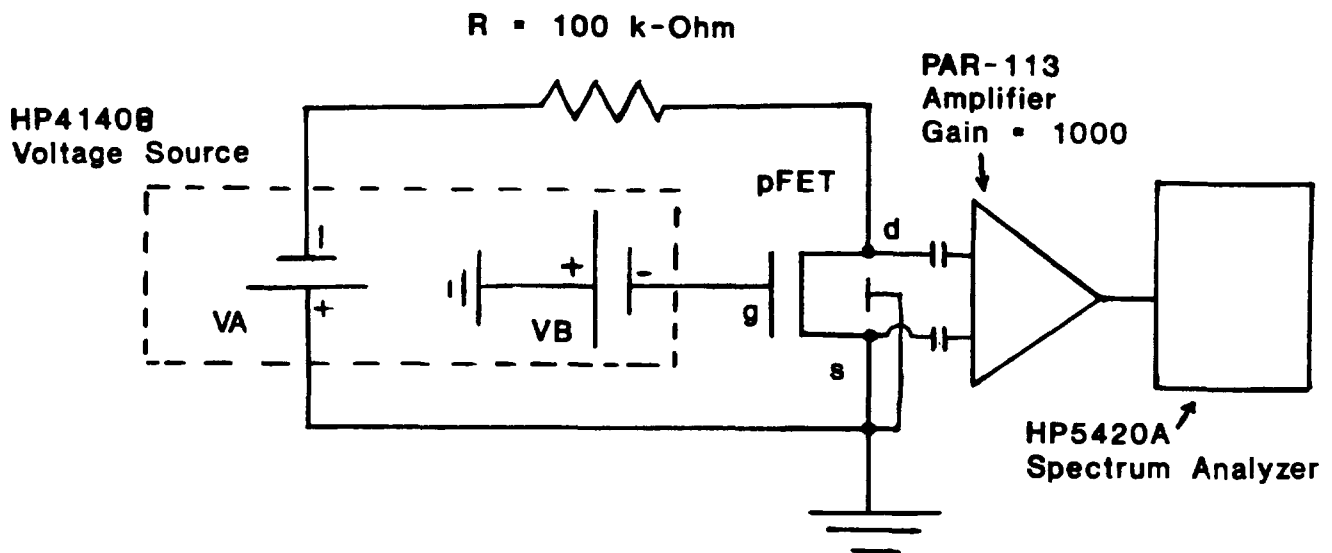 R = 100 k-Ohm
PAR-113
Amplifier
Gain = 1000
HP4140B
Voltage Source
pFET
d
+
-
g
VA
+
VB
s
HP5420A
Spectrum Analyzer